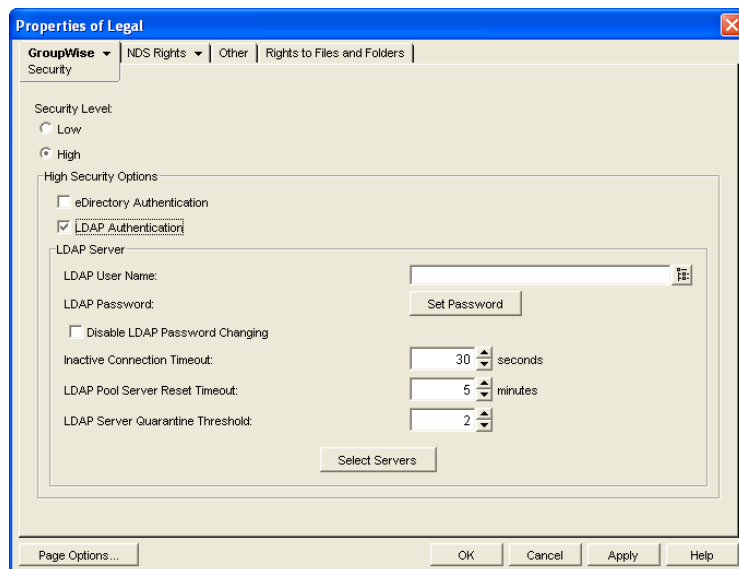 Properties of Legal
GroupWise NDS Rights Other Rights to Files and Folders
Security
Security Level:
Low
High
High Security Options
eDirectory Authentication
LDAP Authentication
LDAP Server
LDAP User Name:
LDAP Password: Set Password
Disable LDAP Password Changing
Inactive Connection Timeout: 30 seconds
LDAP Pool Server Reset Timeout: 5 minutes
LDAP Server Quarantine Threshold: 2
Select Servers
Page Options... OK Cancel Apply Help